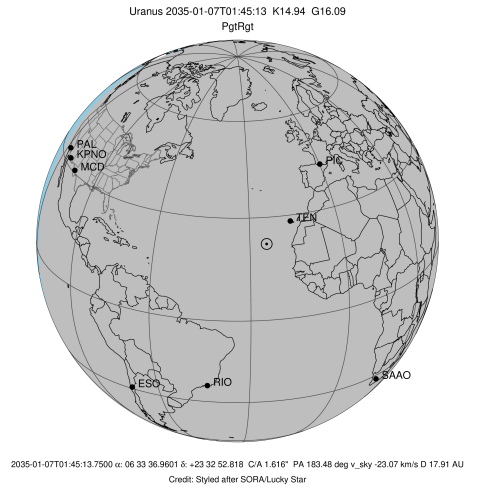 Uranus 2035-01-07T01:45:13 K14.94 G16.09
PgtRgt
PAL
KPNO
MCD
PIC
TEN
ESO
RIO
SAAO
2035-01-07T01:45:13.7500 α: 06 33 36.9601 δ: +23 32 52.818 C/A 1.616" PA 183.48 deg v_sky -23.07 km/s D 17.91 AU
Credit: Styled after SORA/Lucky Star